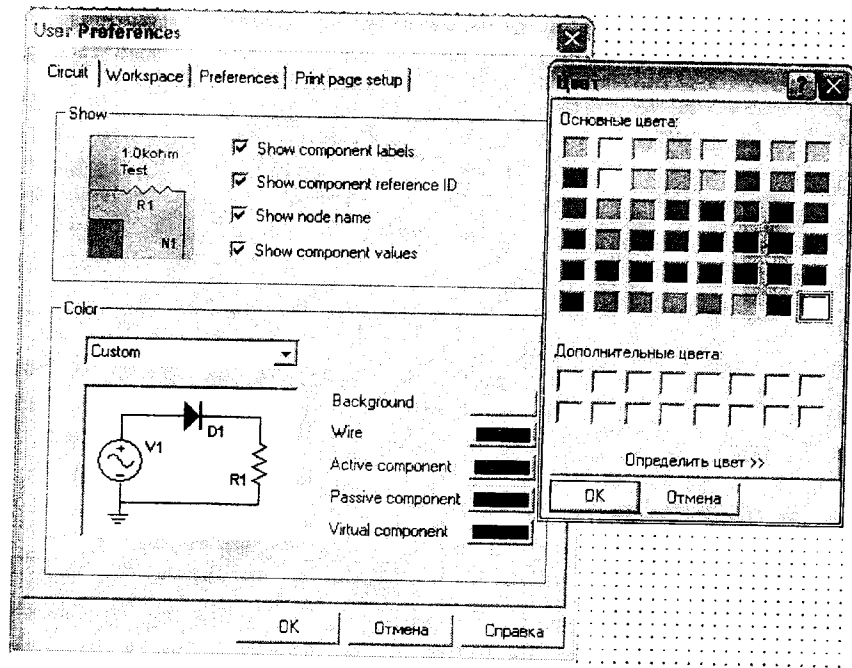 User Preferences
Circuit Workspace Preferences Print page setup
Show
1.0kohm
Test
R1
N1
Show component labels
Show component reference ID
Show node name
Show component values
Color
Custom
V1
D1
R1
Background
Wire
Active component
Passive component
Virtual component
OK Отмена Справка
Цвет
Основные цвета:
Дополнительные цвета:
Определить цвет >>
OK Отмена